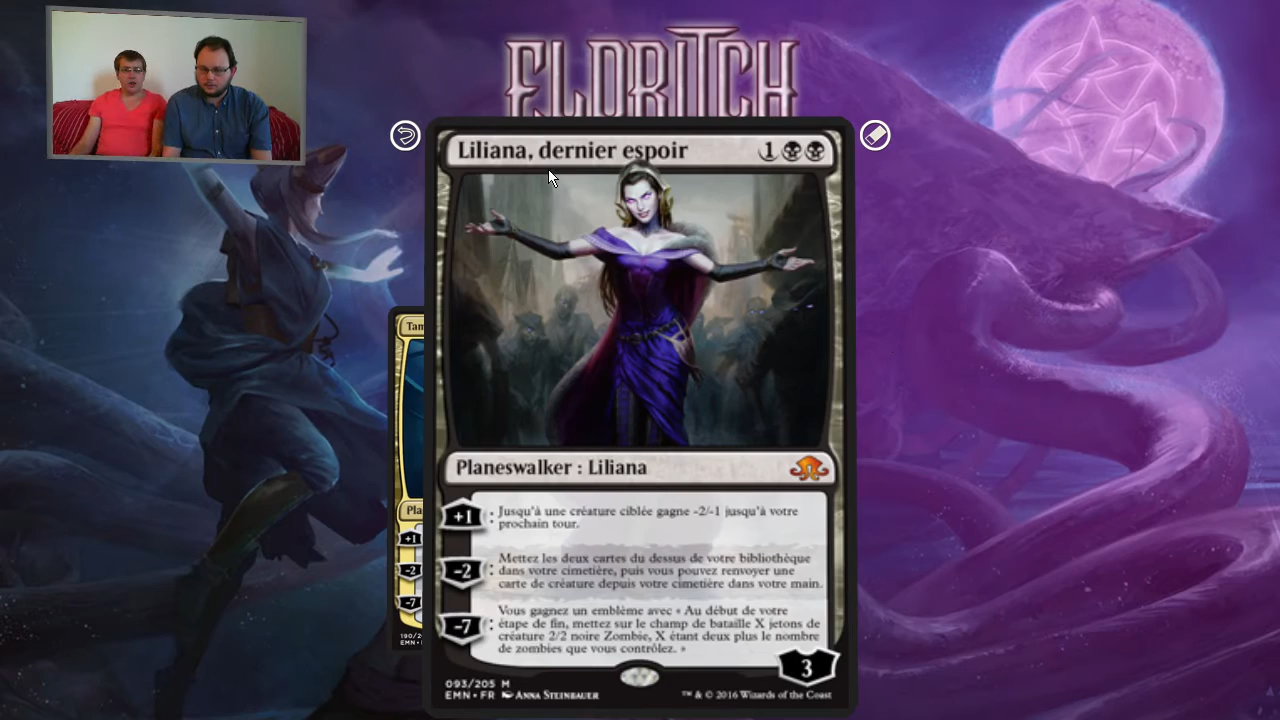 ELDRITCH
Liliana, dernier espoir 1
Tam
Planeswalker : Liliana
Pla
+1 : Jusqu'à une créature ciblée gagne -2/-1 jusqu'à votre
prochain tour.
-2 : Mettez les deux cartes du dessus de votre bibliothèque
dans votre cimetière, puis vous pouvez renvoyer une
carte de créature depuis votre cimetière dans votre main.
-7 : Vous gagnez un emblème avec « Au début de votre
étape de fin, mettez sur le champ de bataille X jetons de
créature 2/2 noire Zombie, X étant deux plus le nombre
de zombies que vous contrôlez. »
3
+1
-2
-7
093/205 M
EMN • FR Anna Steinbauer
™ & © 2016 Wizards of the Coast
190/2
EMN •